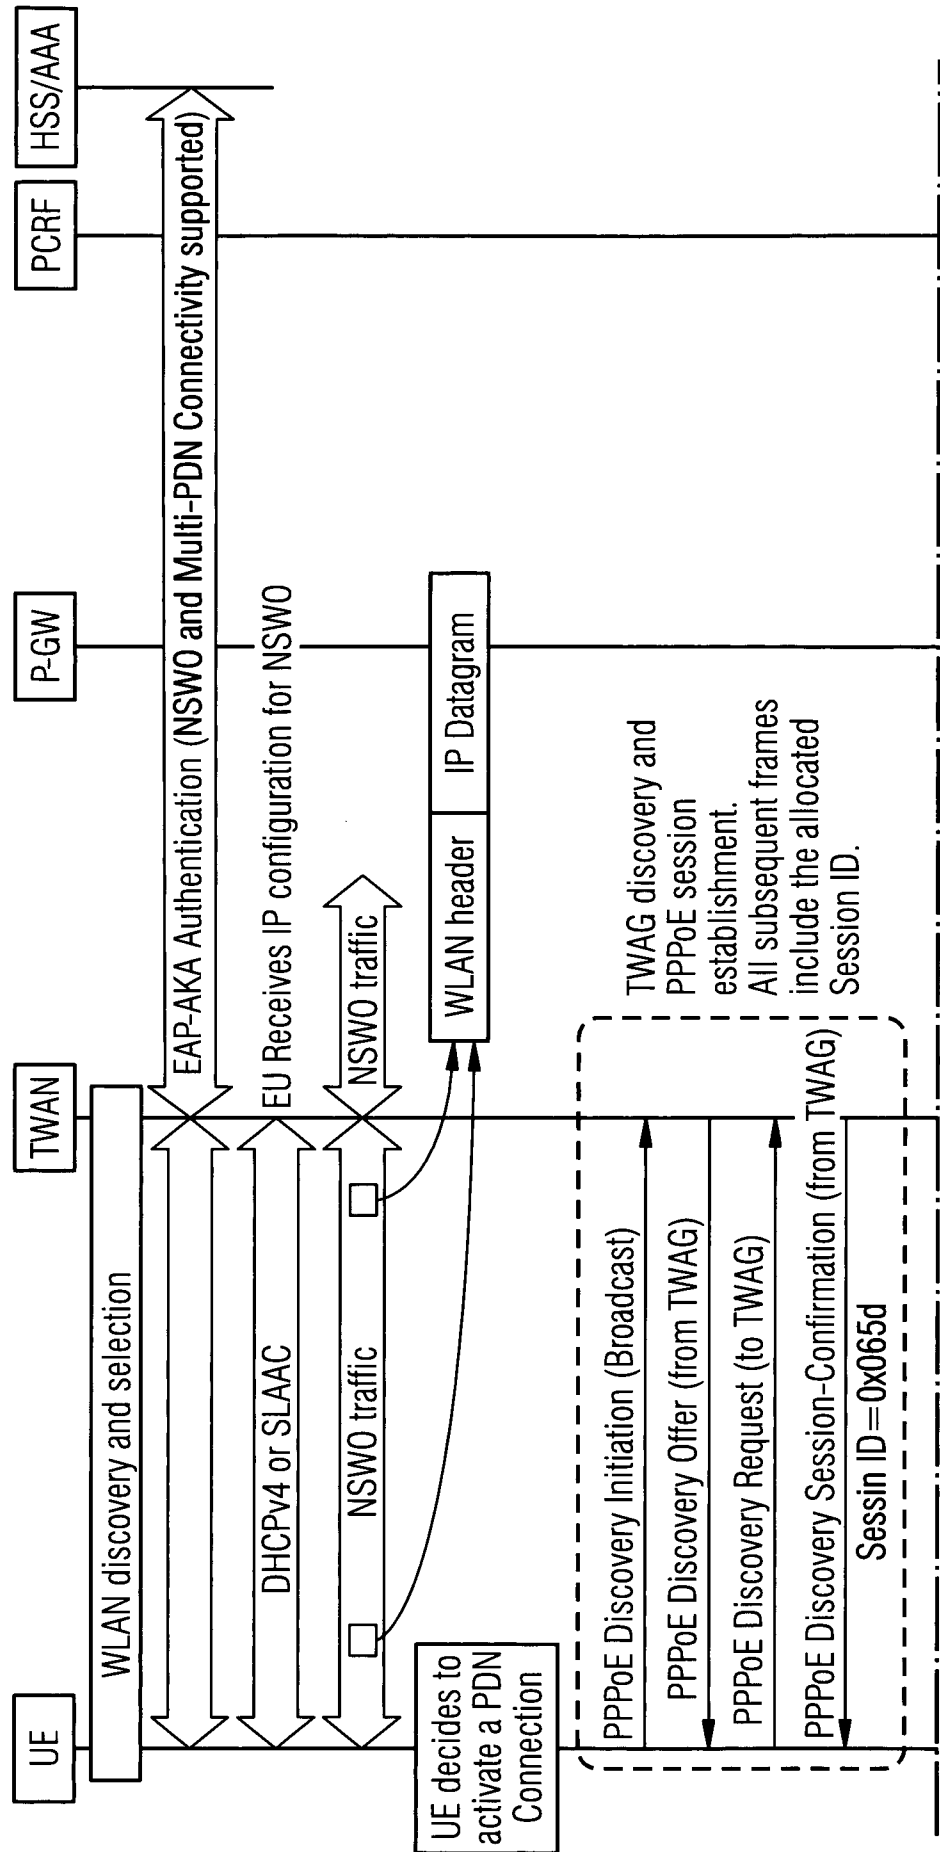 UE
TWAN
P-GW
PCRF
HSS/AAA
WLAN discovery and selection
EAP-AKA Authentication (NSWO and Multi-PDN Connectivity supported)
DHCPv4 or SLAAC
EU Receives IP configuration for NSWO
NSWO traffic
NSWO traffic
WLAN header
IP Datagram
UE decides to
activate a PDN
Connection
PPPoE Discovery Initiation (Broadcast)
PPPoE Discovery Offer (from TWAG)
PPPoE Discovery Request (to TWAG)
PPPoE Discovery Session-Confirmation (from TWAG)
Sessin ID=0x065d
TWAG discovery and
PPPoE session
establishment.
All subsequent frames
include the allocated
Session ID.